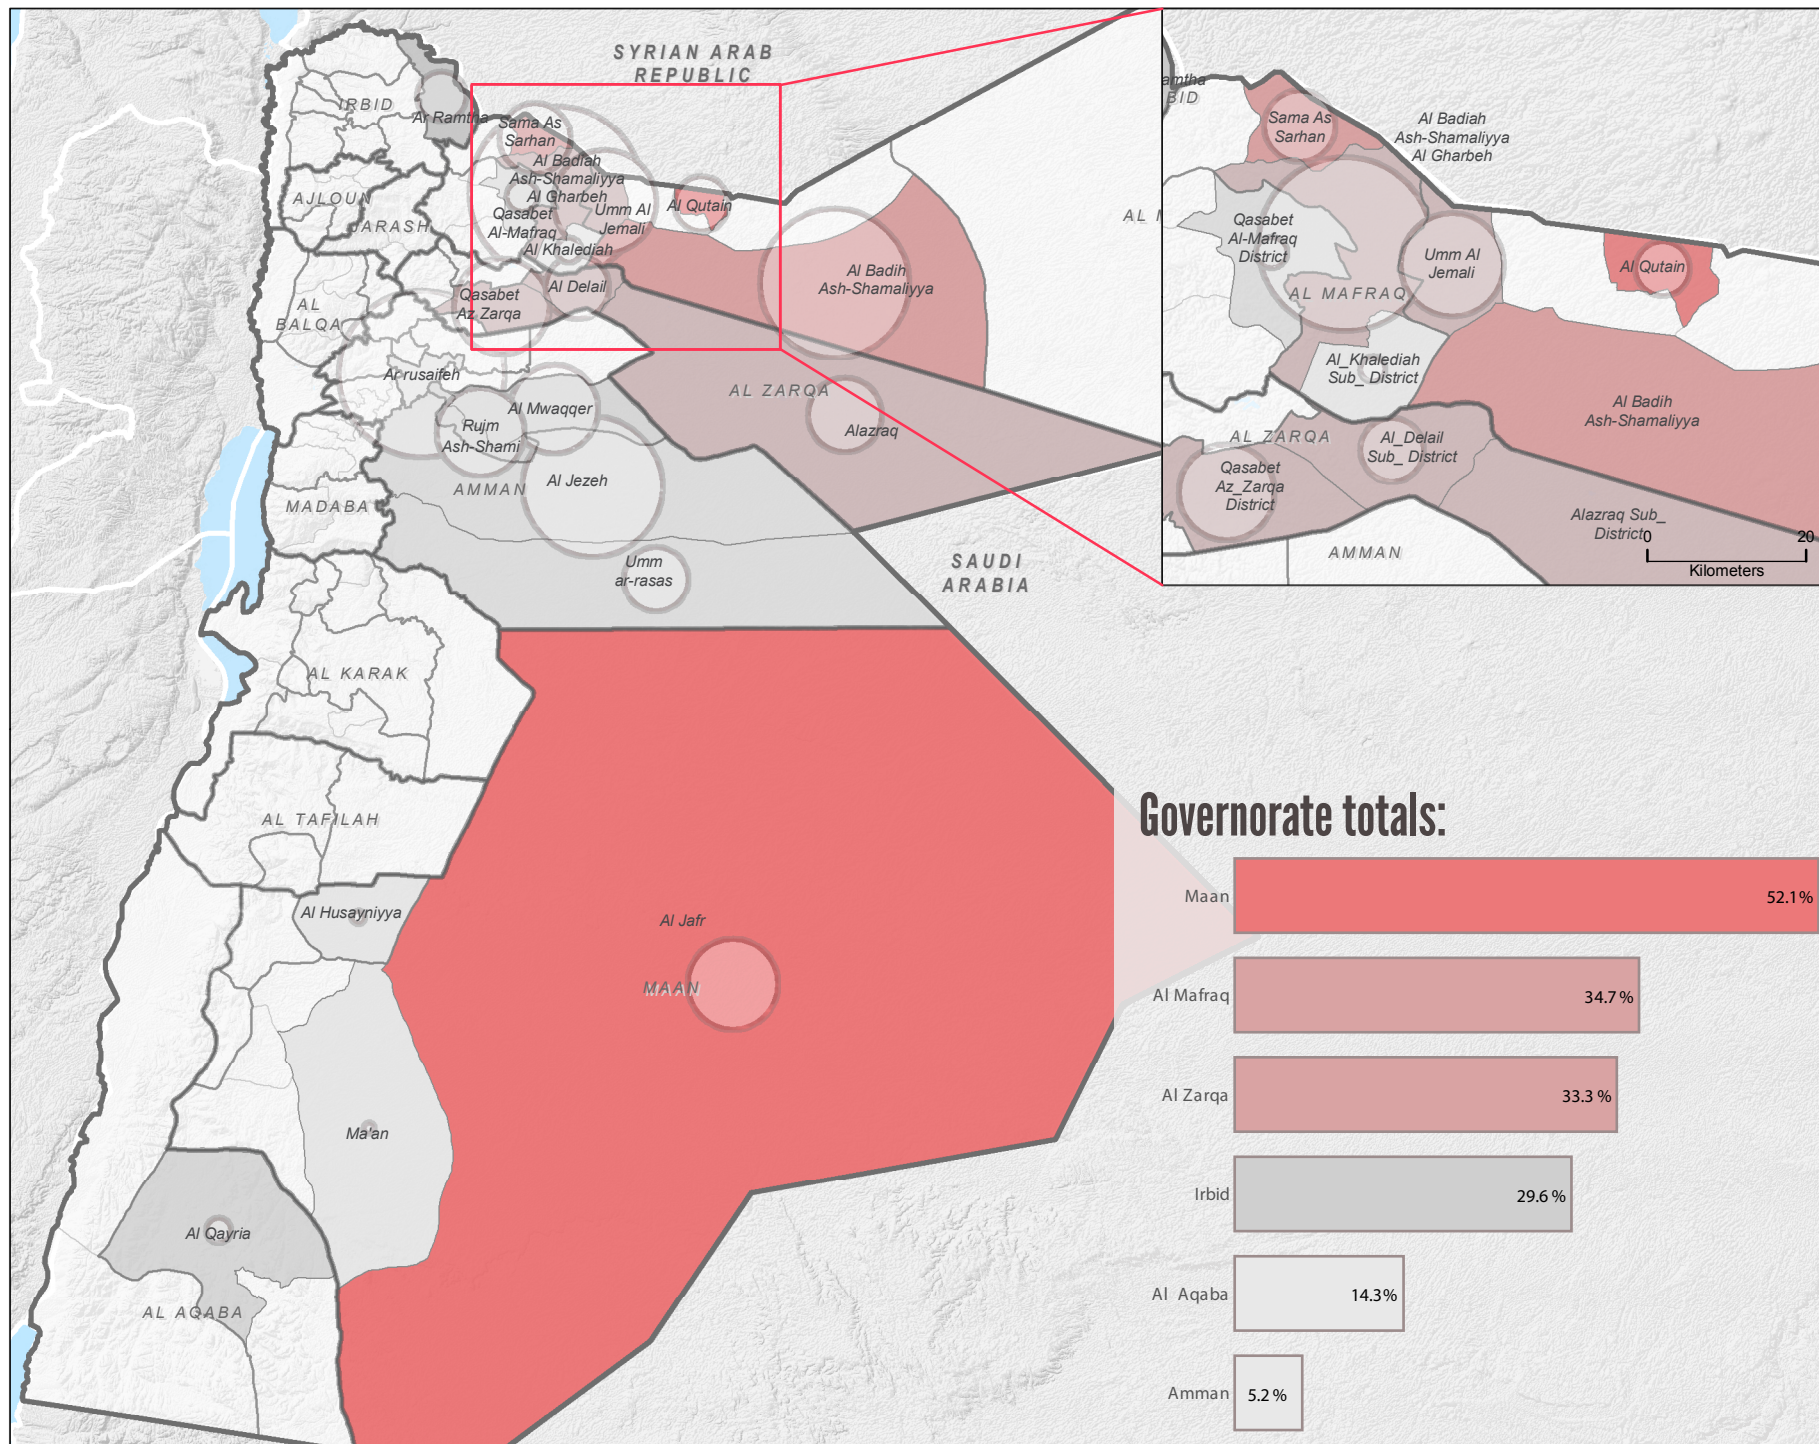 SYRIAN ARAB
REPUBLIC
IRBID
Ar Ramtha
Sama As
Sarhan
Al Badiah
Ash-Shamaliyya
Al Gharbeh
Qasabet
Al-Mafraq
Umm Al
Jemali
Al Khalediah
Al Qutain
AJLOUN
JARASH
AL
BALQA
Qasabet
Az Zarqa
Al Delail
Al Badih
Ash-Shamaliyya
Ar rusaifeh
AL ZARQA
Al Mwaqqer
Rujm
Ash-Shami
Alazraq
Al Jezeh
AMMAN
MADABA
SAUDI
ARABIA
Umm
ar-rasas
AL KARAK
AL TAFILAH
Al Husayniyya
Al Jafr
MAAN
Ma'an
Al Qayria
AL AQABA
AL M
amtha
BID
Sama As
Sarhan
Al Badiah
Ash-Shamaliyya
Al Gharbeh
Qasabet
Al-Mafraq
District
Umm Al
Jemali
Al Qutain
AL MAFRAQ
Al_Khalediah
Sub_ District
Al Badih
Ash-Shamaliyya
AL ZARQA
Al_Delail
Sub_ District
Qasabet
Az_Zarqa
District
Alazraq Sub_
District
AMMAN
0 20
Kilometers
Governorate totals:
Maan 52.1%
Al Mafraq 34.7 %
Al Zarqa 33.3 %
Irbid 29.6 %
Al Aqaba 14.3%
Amman 5.2 %